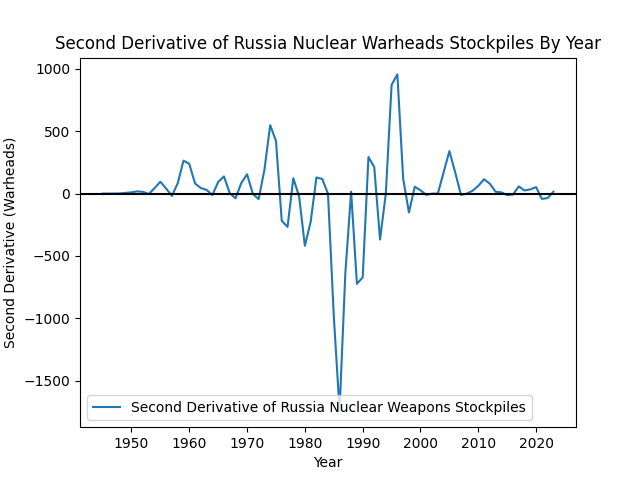 Second Derivative of Russia Nuclear Warheads Stockpiles By Year
1000
500
0
−500
−1000
−1500
Second Derivative (Warheads)
Second Derivative of Russia Nuclear Weapons Stockpiles
1950 1960 1970 1980 1990 2000 2010 2020
Year